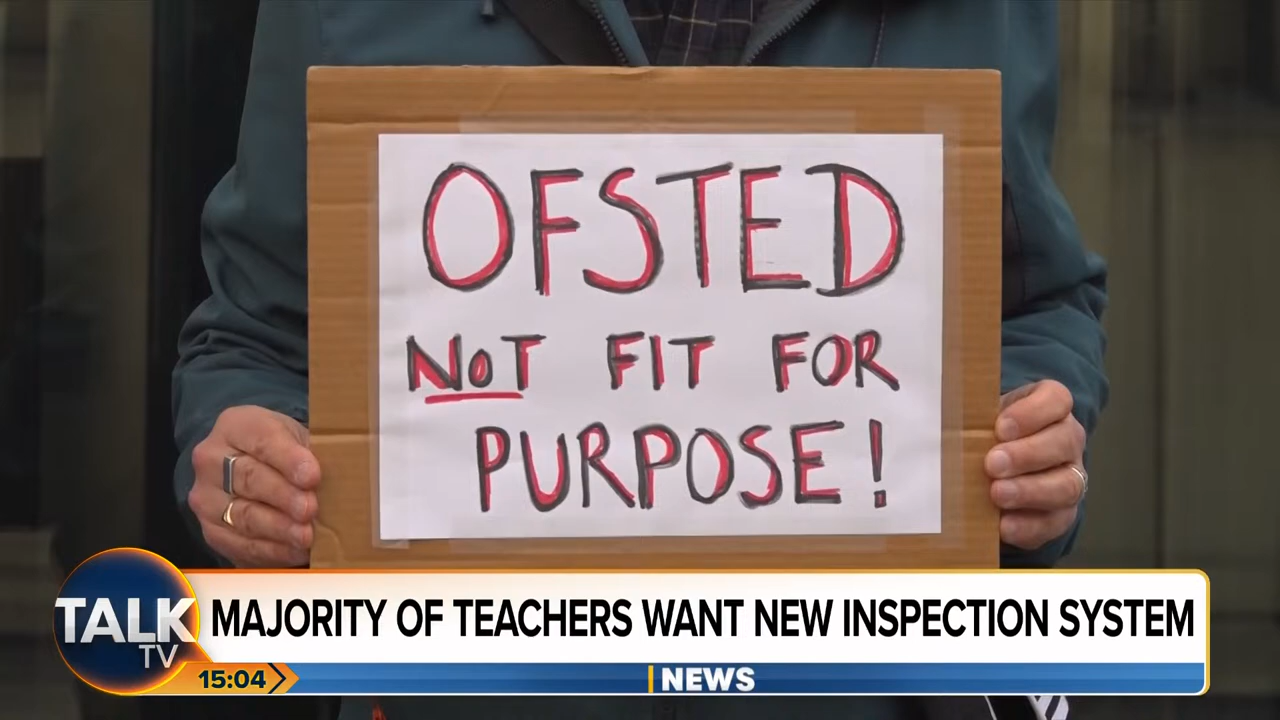 OFSTED
NOT FIT FOR
PURPOSE!
TALK
TV
MAJORITY OF TEACHERS WANT NEW INSPECTION SYSTEM
15:04
NEWS